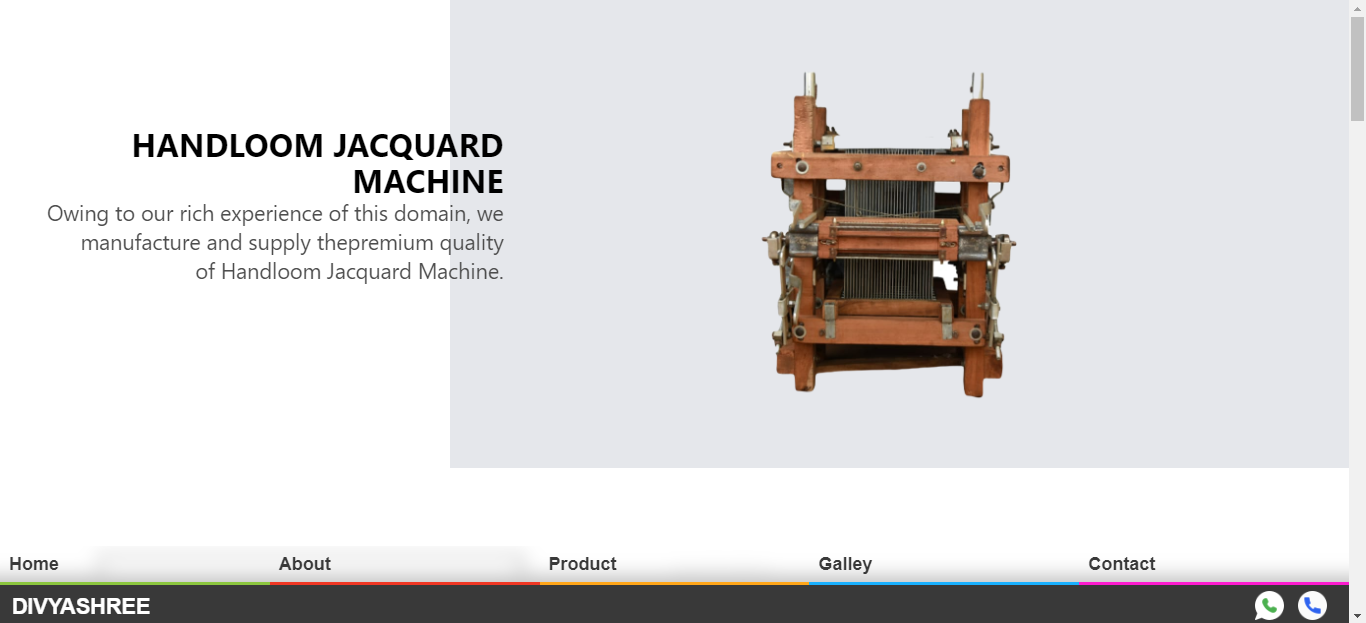 HANDLOOM JACQUARD
MACHINE
Owing to our rich experience of this domain, we
manufacture and supply thepremium quality
of Handloom Jacquard Machine.
Home About Product Galley Contact
DIVYASHREE